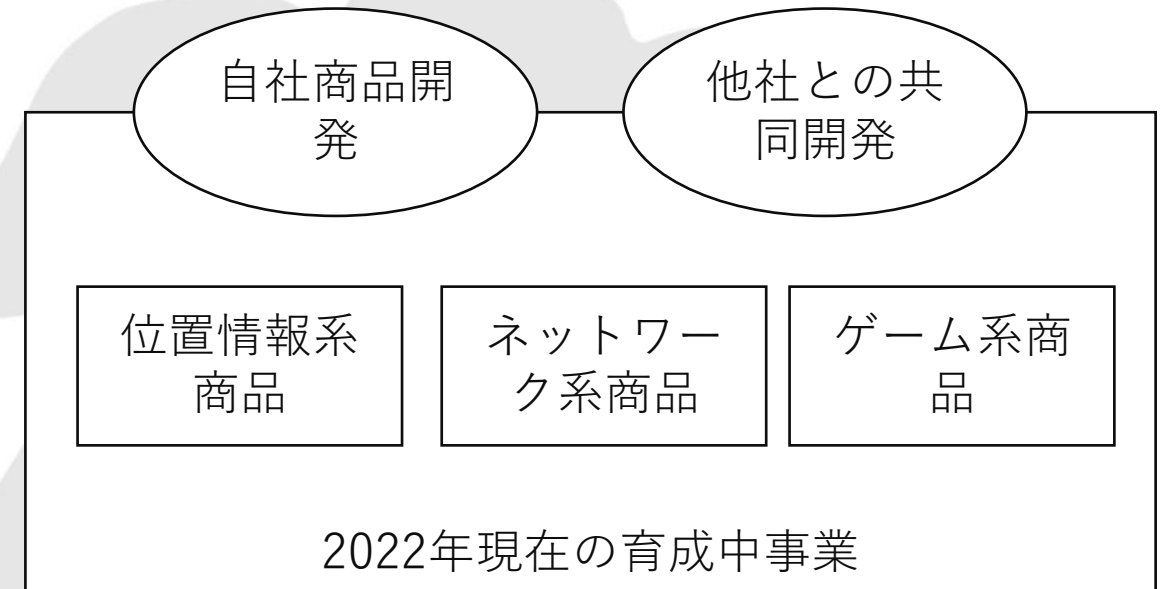 自社商品開
発
他社との共
同開発
位置情報系
商品
ネットワー
ク系商品
ゲーム系商
品
2022年現在の育成中事業